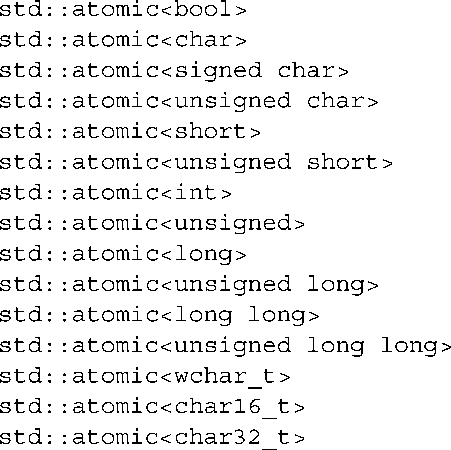 std::atomic<bool>
std::atomic<char>
std::atomic<signed char>
std::atomic<unsigned char>
std::atomic<short>
std::atomic<unsigned short>
std::atomic<int>
std::atomic<unsigned>
std::atomic<long>
std::atomic<unsigned long>
std::atomic<long long>
std::atomic<unsigned long long>
std::atomic<wchar_t>
std::atomic<char16_t>
std::atomic<char32_t>